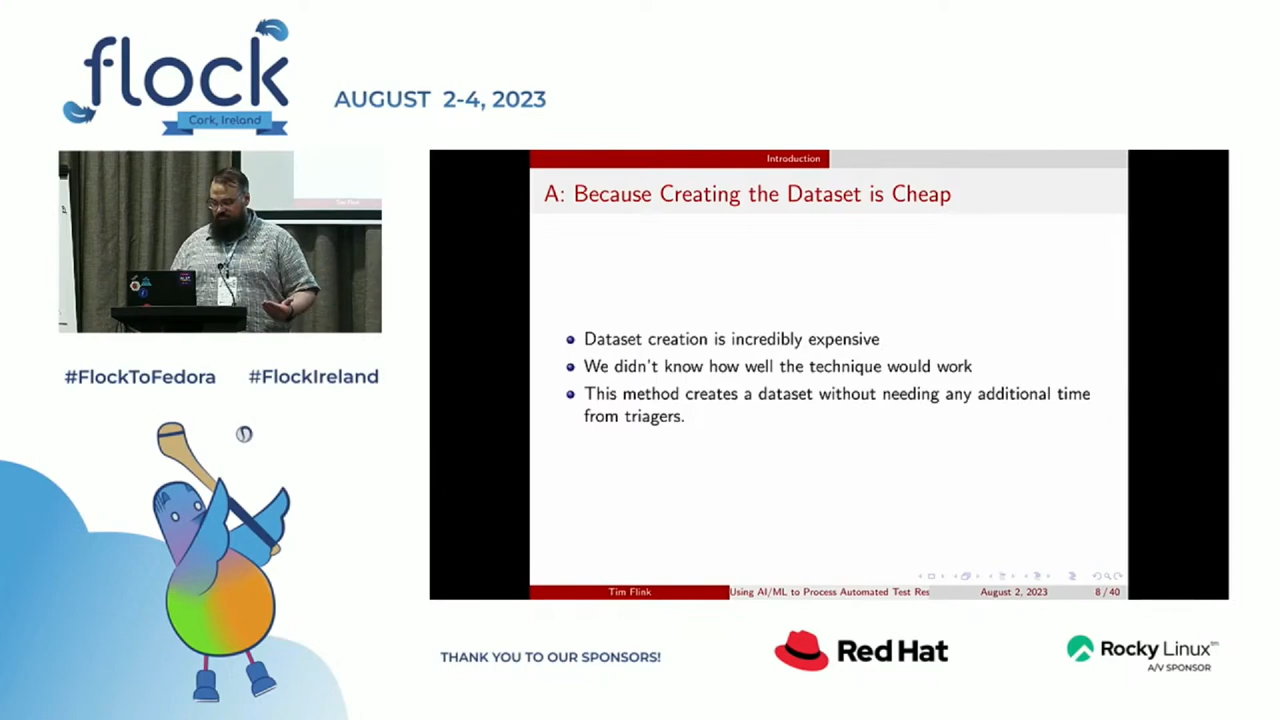 flock
Cork, Ireland
AUGUST 2-4, 2023
#FlockToFedora #FlockIreland
Introduction
A: Because Creating the Dataset is Cheap
Dataset creation is incredibly expensive
We didn't know how well the technique would work
This method creates a dataset without needing any additional time
from triagers.
Tim Flink Using AI/ML to Process Automated Test Res August 2, 2023 8 / 40
THANK YOU TO OUR SPONSORS!
Red Hat
Rocky Linux™
A/V SPONSOR